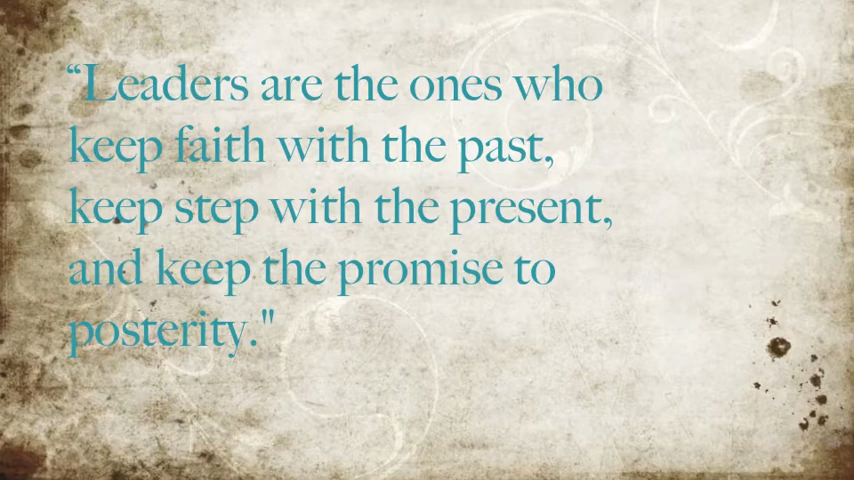 “Leaders are the ones who
keep faith with the past,
keep step with the present,
and keep the promise to
posterity."